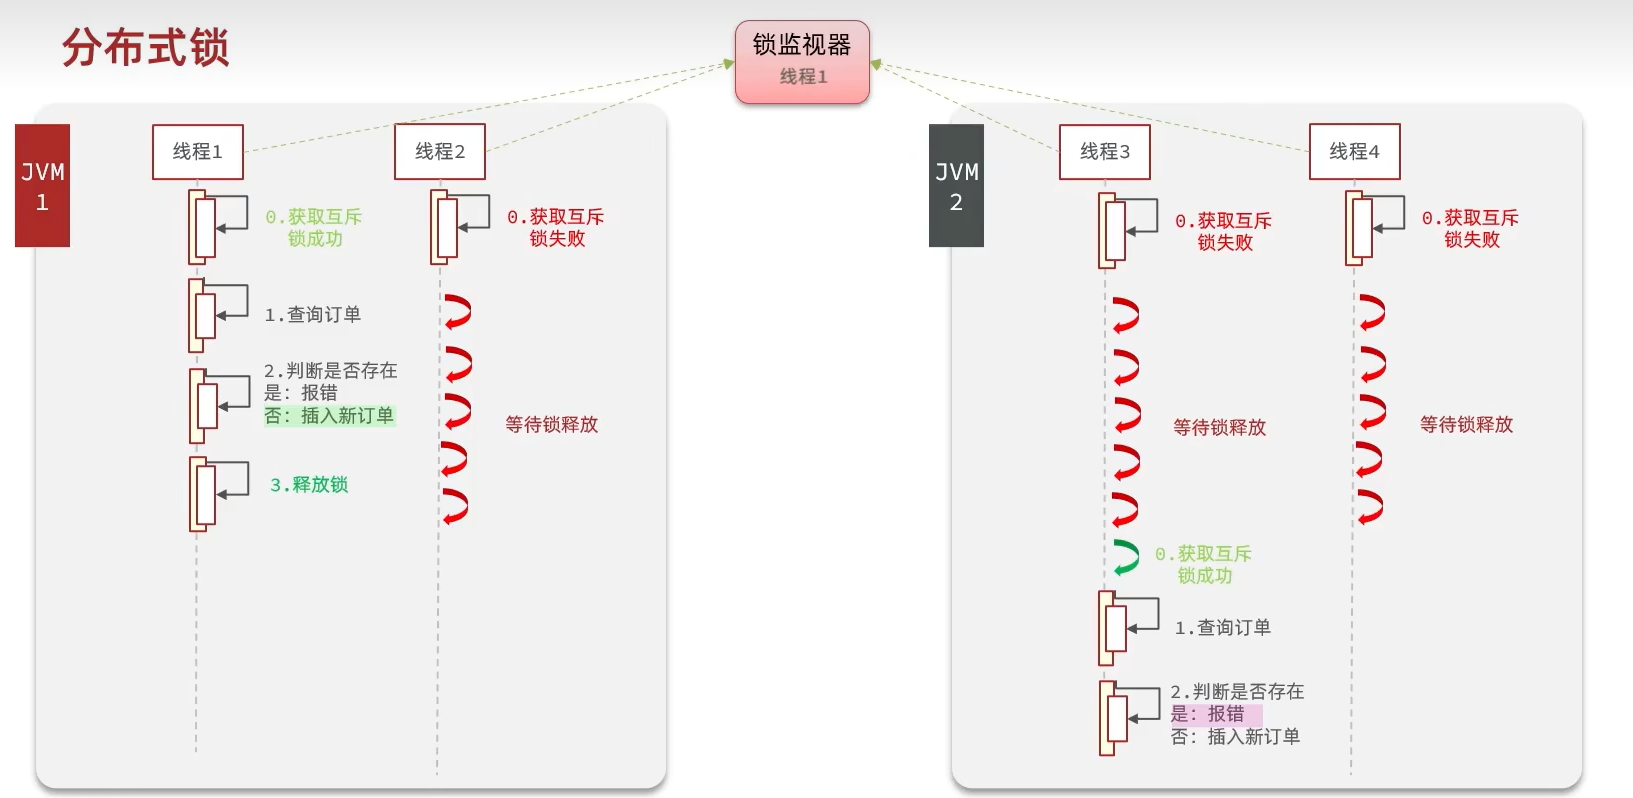 分布式锁
锁监视器
线程1
JVM
1
线程1
线程2
0.获取互斥
锁成功
0.获取互斥
锁失败
1.查询订单
2.判断是否存在
是：报错
否：插入新订单
等待锁释放
3.释放锁
JVM
2
线程3
线程4
0.获取互斥
锁失败
0.获取互斥
锁失败
等待锁释放
等待锁释放
0.获取互斥
锁成功
1.查询订单
2.判断是否存在
是：报错
否：插入新订单